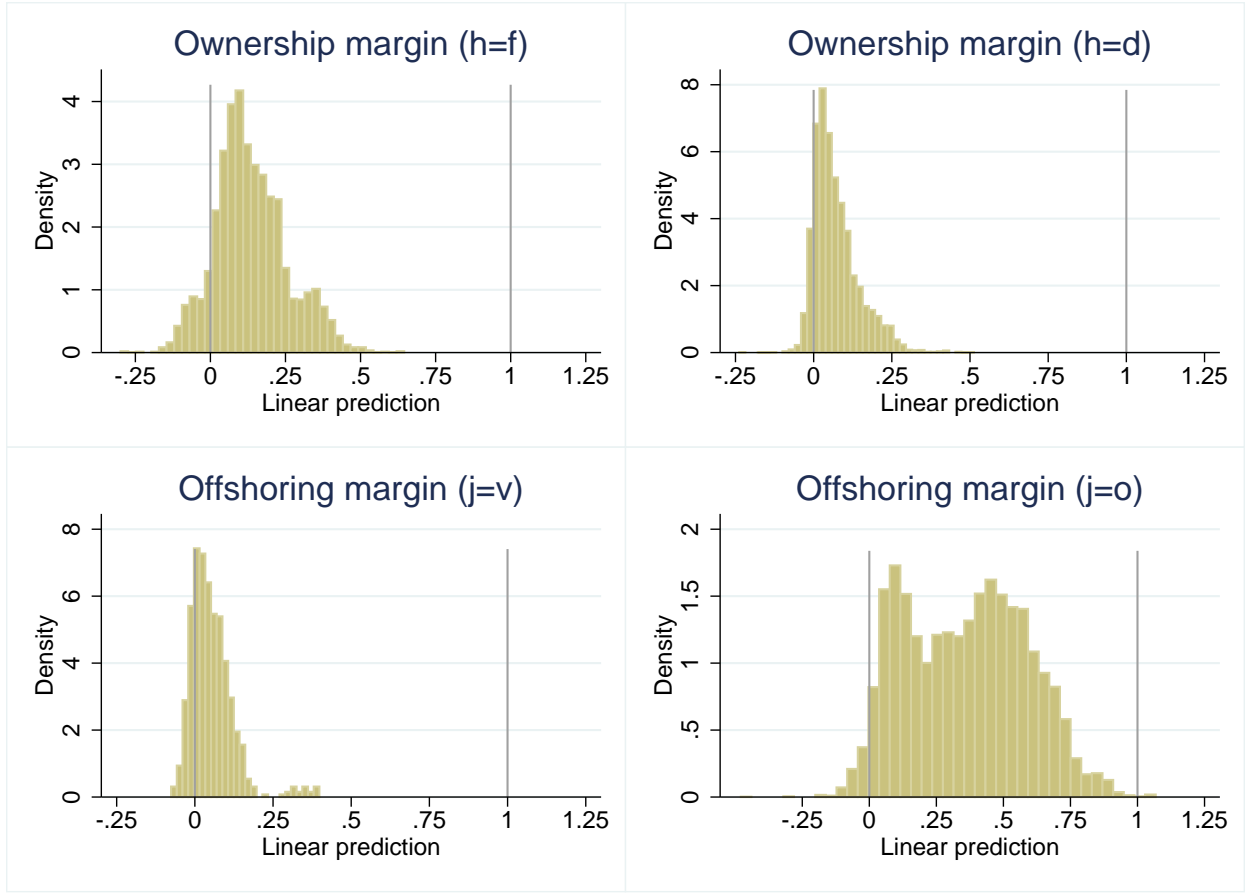 Ownership margin (h=f)
Density
4
3
2
1
0
-.25 0 .25 .5 .75 1 1.25
Linear prediction
Ownership margin (h=d)
Density
8
6
4
2
0
-.25 0 .25 .5 .75 1 1.25
Linear prediction
Offshoring margin (j=v)
Density
8
6
4
2
0
-.25 0 .25 .5 .75 1 1.25
Linear prediction
Offshoring margin (j=o)
Density
2
1.5
1
.5
0
-.25 0 .25 .5 .75 1 1.25
Linear prediction